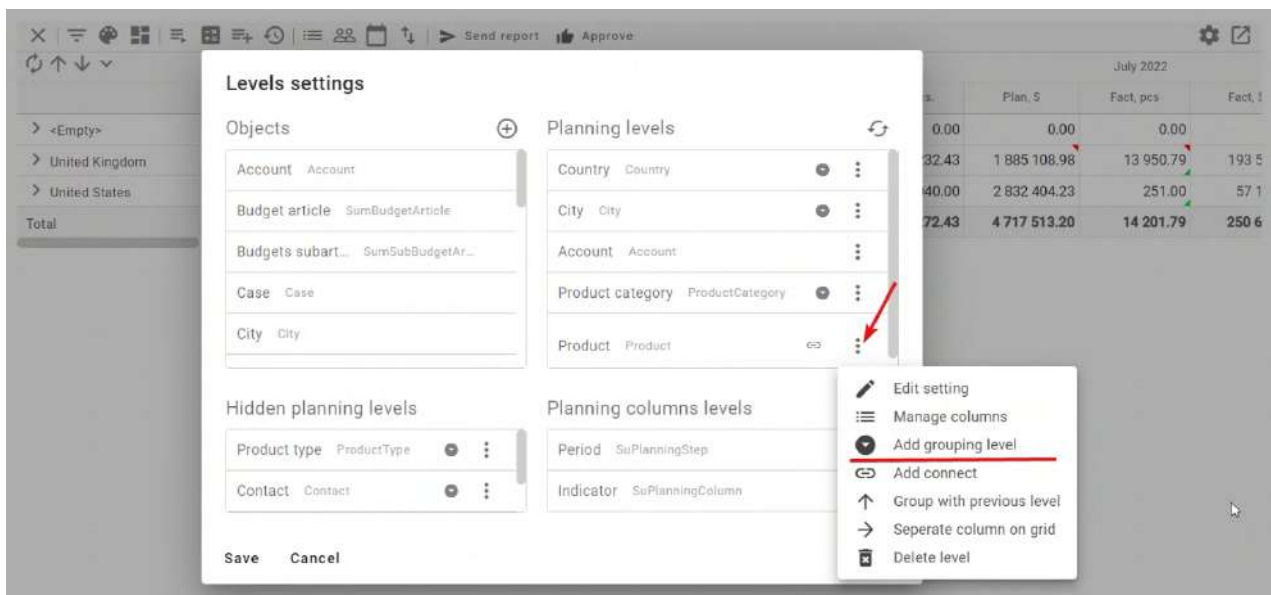 Send report Approve
July 2022
Plan, $ Fact, pcs
<Empty> 0.00 0.00 0.00
United Kingdom 32.43 1 885 108.98 13 950.79 193 5
United States 40.00 2 832 404.23 251.00 57 1
Total 72.43 4 717 513.20 14 201.79 250 6
Levels settings
Objects
Account Account
Budget article SumBudgetArticle
Budgets subart... SumSubBudgetAr...
Case Case
City City
Planning levels
Country Country
City City
Account Account
Product category ProductCategory
Product Product
Hidden planning levels
Product type ProductType
Contact Contact
Planning columns levels
Period SuPlanningStep
Indicator SuPlanningColumn
Save Cancel
Edit setting
Manage columns
Add grouping level
Add connect
Group with previous level
Seperate column on grid
Delete level